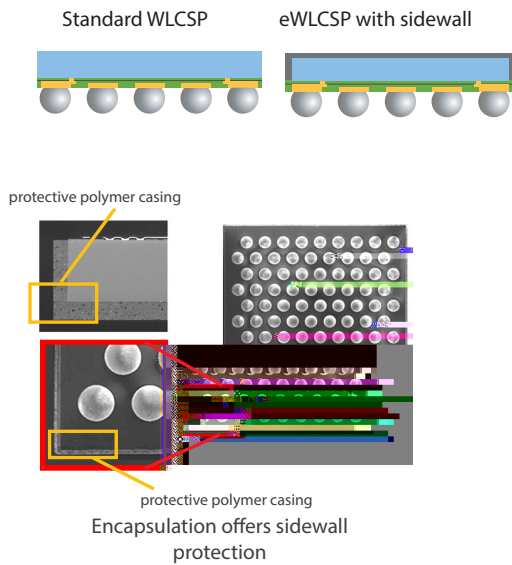 Standard WLCSP
eWLCSP with sidewall
protective polymer casing
protective polymer casing
Encapsulation offers sidewall
protection